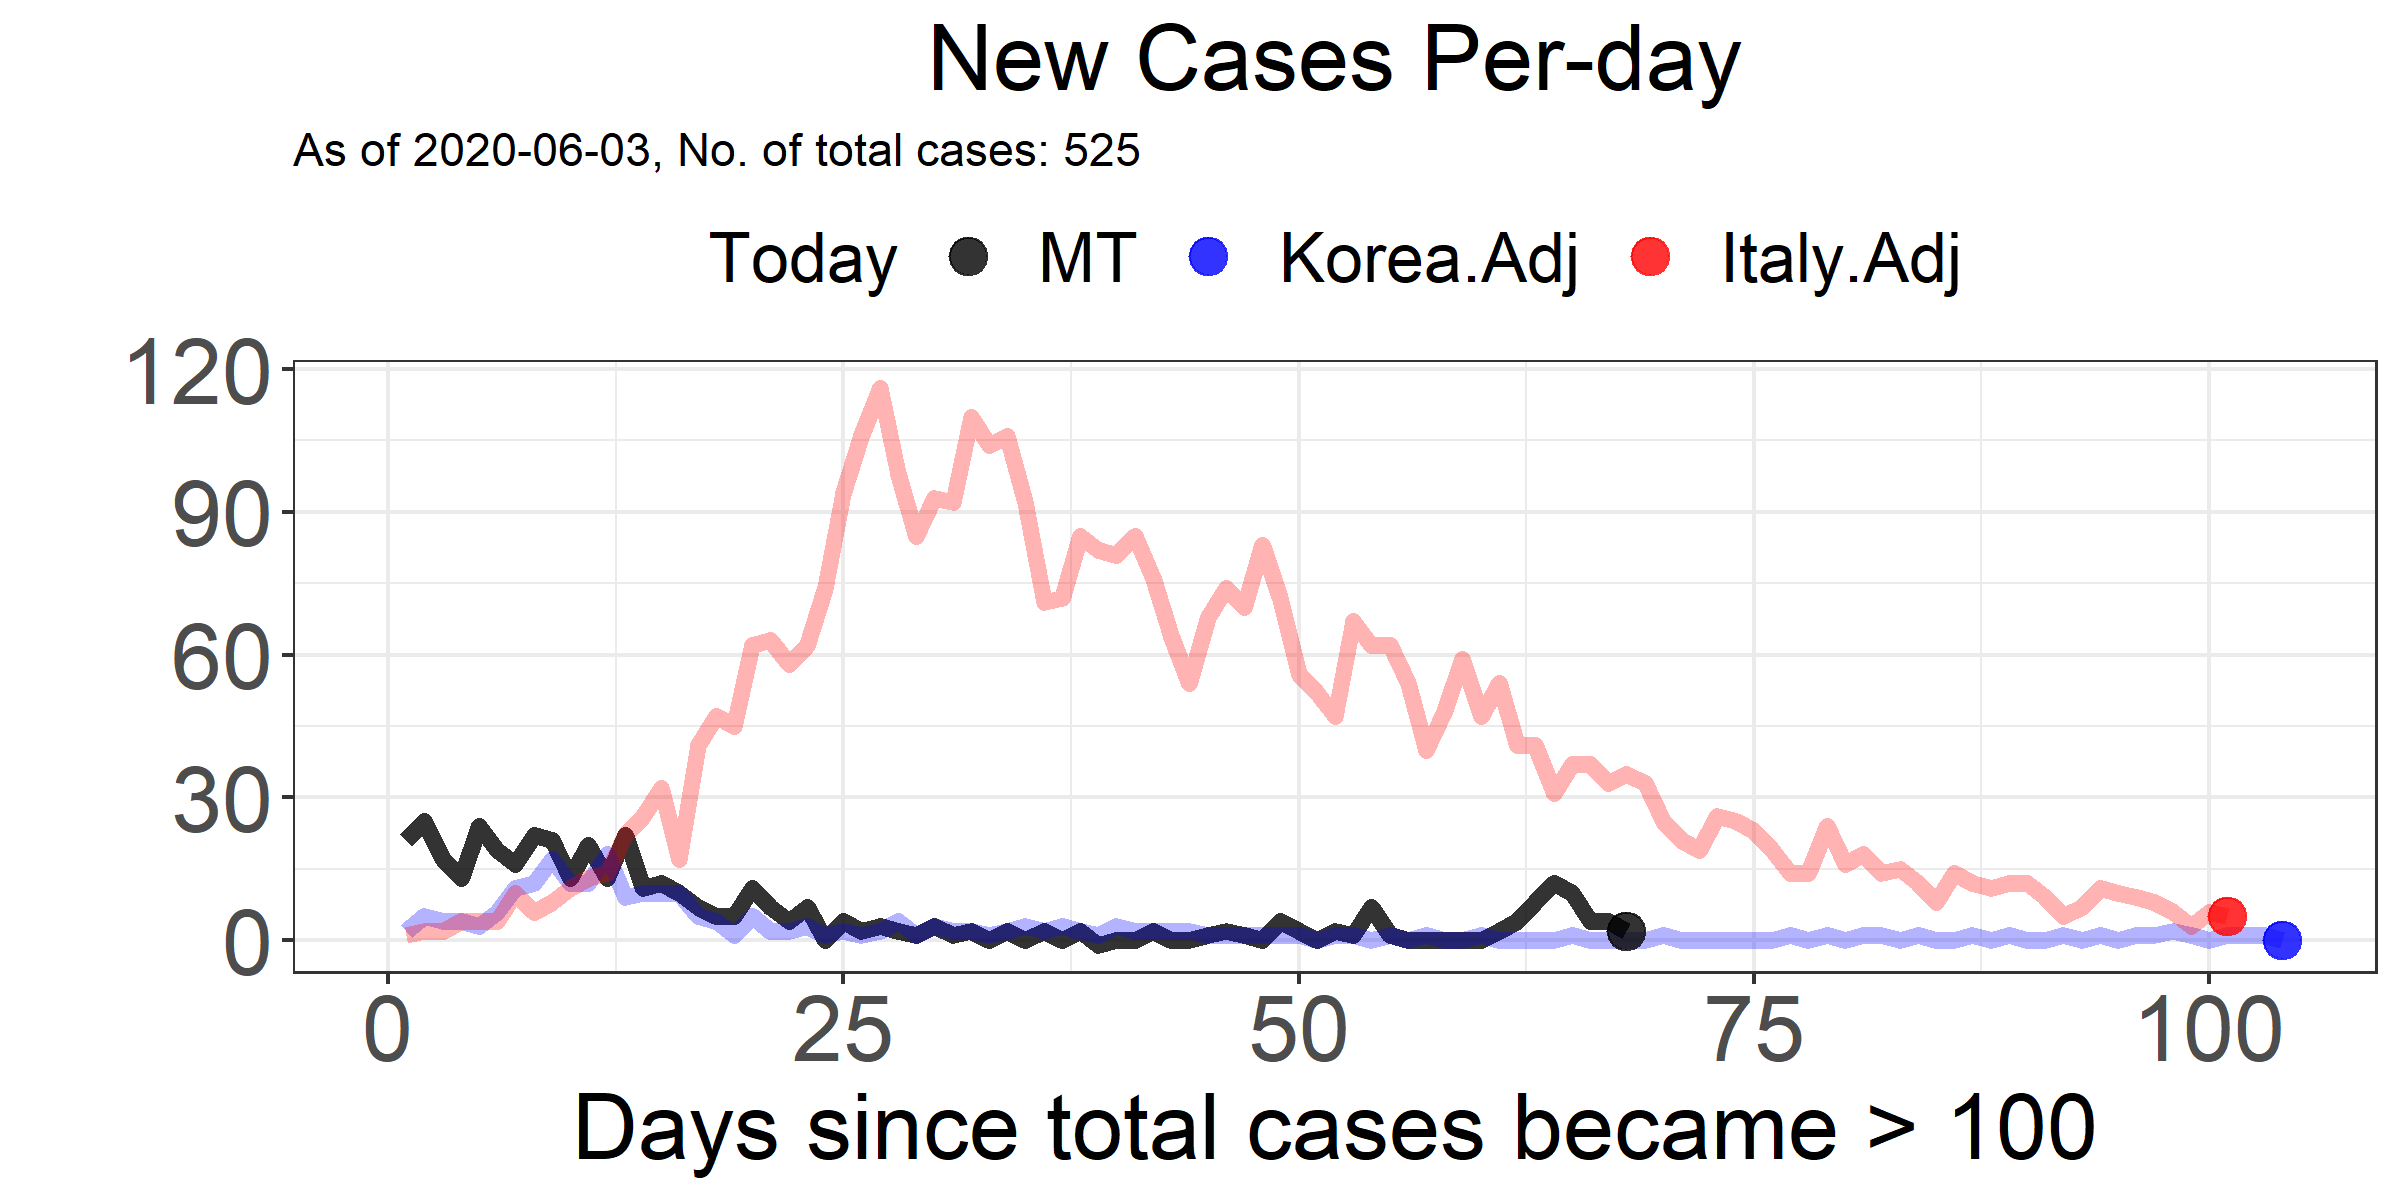 New Cases Per-day
As of 2020-06-03, No. of total cases: 525
Today MT Korea.Adj Italy.Adj
120
90
60
30
0
0 25 50 75 100
Days since total cases became > 100